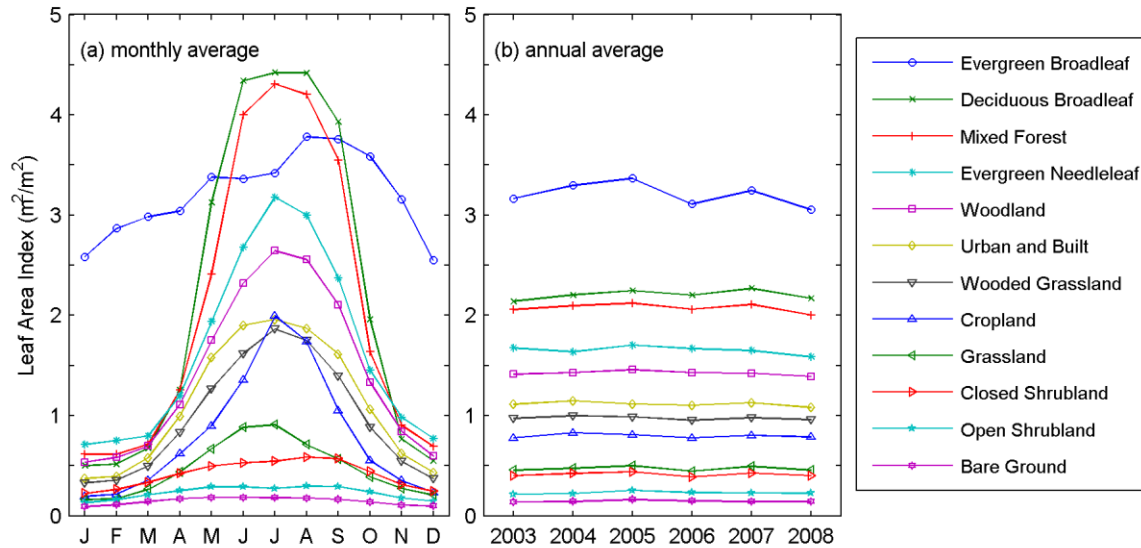 (a) monthly average
(b) annual average
Leaf Area Index (m²/m²)
5
4
3
2
1
0
J F M A M J J A S O N D
5
4
3
2
1
0
2003 2004 2005 2006 2007 2008
Evergreen Broadleaf
Deciduous Broadleaf
Mixed Forest
Evergreen Needleleaf
Woodland
Urban and Built
Wooded Grassland
Cropland
Grassland
Closed Shrubland
Open Shrubland
Bare Ground